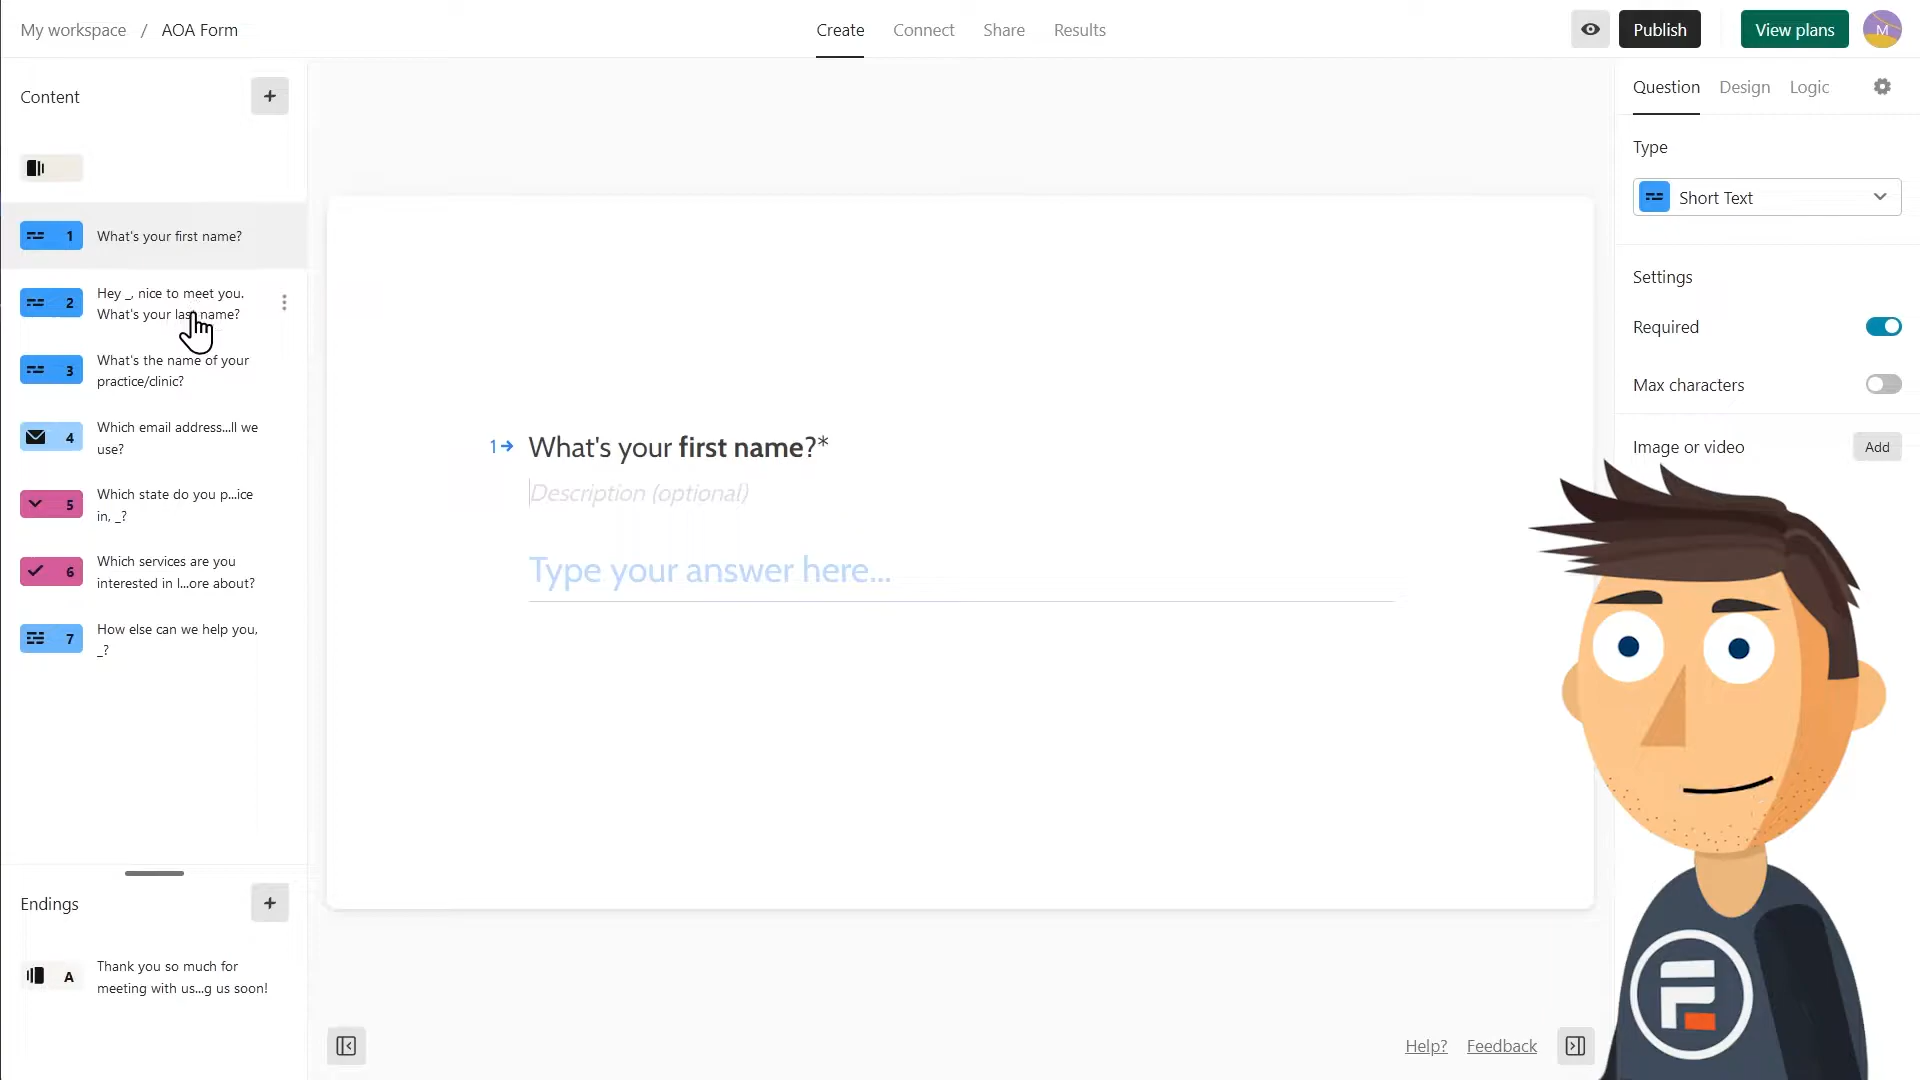 My workspace / AOA Form
Create Connect Share Results
Publish
View plans
M
Content
+
1 What's your first name?
2 Hey _, nice to meet you.
What's your last name?
3 What's the name of your
practice/clinic?
4 Which email address...ll we
use?
5 Which state do you p...ice
in, _?
6 Which services are you
interested in l...ore about?
7 How else can we help you,
_?
Endings
+
A Thank you so much for
meeting with us...g us soon!
1→ What's your first name?*
Description (optional)
Type your answer here...
Help? Feedback
Question Design Logic
Type
Short Text
Settings
Required
Max characters
Image or video Add